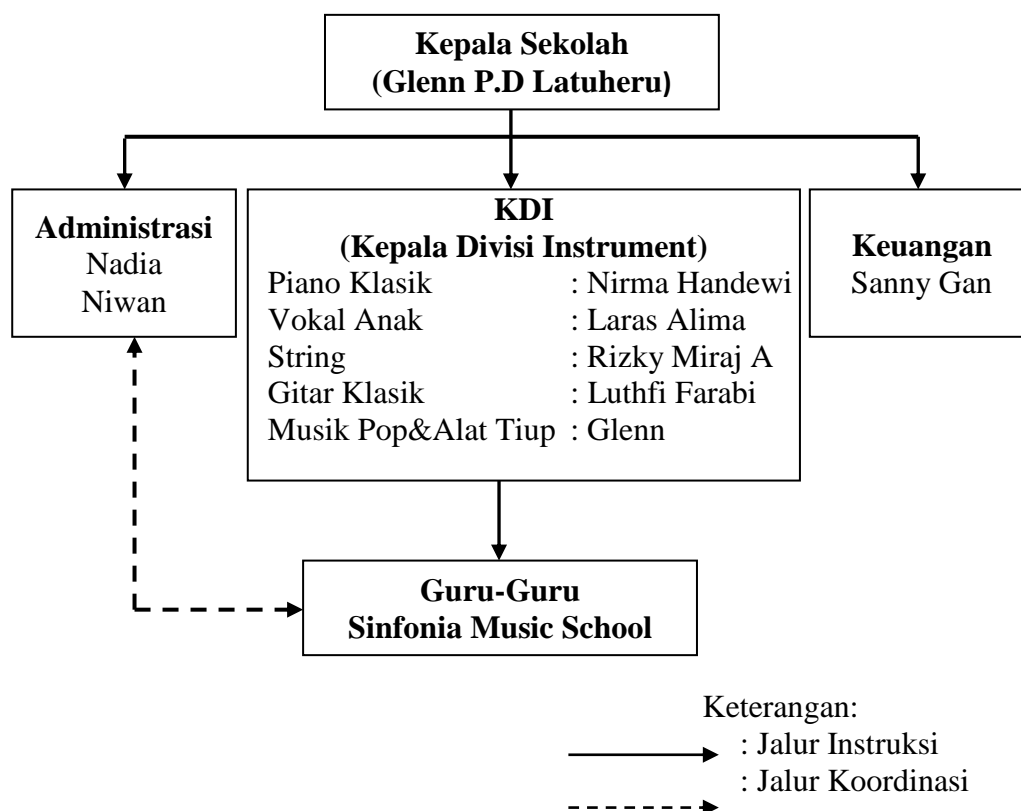 Kepala Sekolah
(Glenn P.D Latuheru)
Administrasi
Nadia
Niwan
KDI
(Kepala Divisi Instrument)
Piano Klasik : Nirma Handewi
Vokal Anak : Laras Alima
String : Rizky Miraj A
Gitar Klasik : Luthfi Farabi
Musik Pop&Alat Tiup : Glenn
Keuangan
Sanny Gan
Guru-Guru
Sinfonia Music School
Keterangan:
: Jalur Instruksi
: Jalur Koordinasi